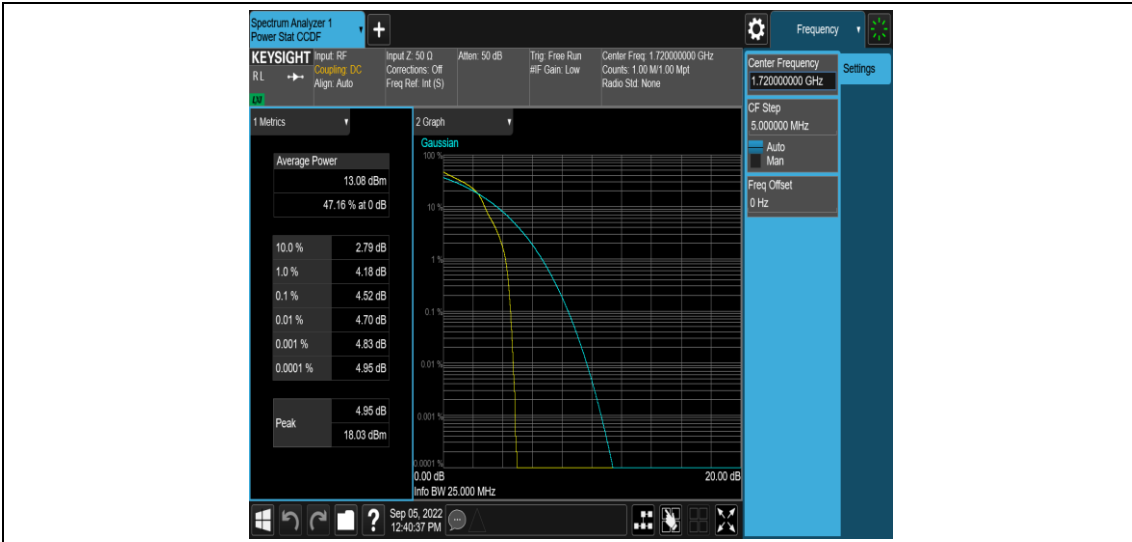 Spectrum Analyzer 1
Power Stat CCDF
Frequency
KEYSIGHT
RL
LXI
Input: RF
Coupling: DC
Align: Auto
Input Z: 50 Ω
Corrections: Off
Freq Ref: Int (S)
Atten: 50 dB
Trig: Free Run
#IF Gain: Low
Center Freq: 1.720000000 GHz
Counts: 1.00 M/1.00 Mpt
Radio Std: None
Center Frequency
1.720000000 GHz
Settings
CF Step
5.000000 MHz
Auto
Man
Freq Offset
0 Hz
1 Metrics
Average Power
13.08 dBm
47.16 % at 0 dB
10.0 % 2.79 dB
1.0 % 4.18 dB
0.1 % 4.52 dB
0.01 % 4.70 dB
0.001 % 4.83 dB
0.0001 % 4.95 dB
Peak
4.95 dB
18.03 dBm
2 Graph
Gaussian
100 %
10 %
1 %
0.1 %
0.01 %
0.001 %
0.0001 %
0.00 dB 20.00 dB
Info BW 25.000 MHz
?
Sep 05, 2022
12:40:37 PM